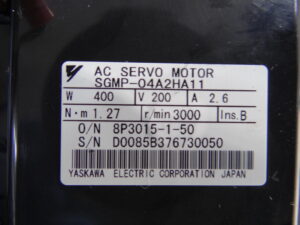 AC SERVO MOTOR
SGMP-04A2HA11
W 400 V 200 A 2.6
N·m 1.27 r/min 3000 Ins.B
O/N 8P3015-1-50
S/N D0085B376730050
YASKAWA ELECTRIC CORPORATION JAPAN